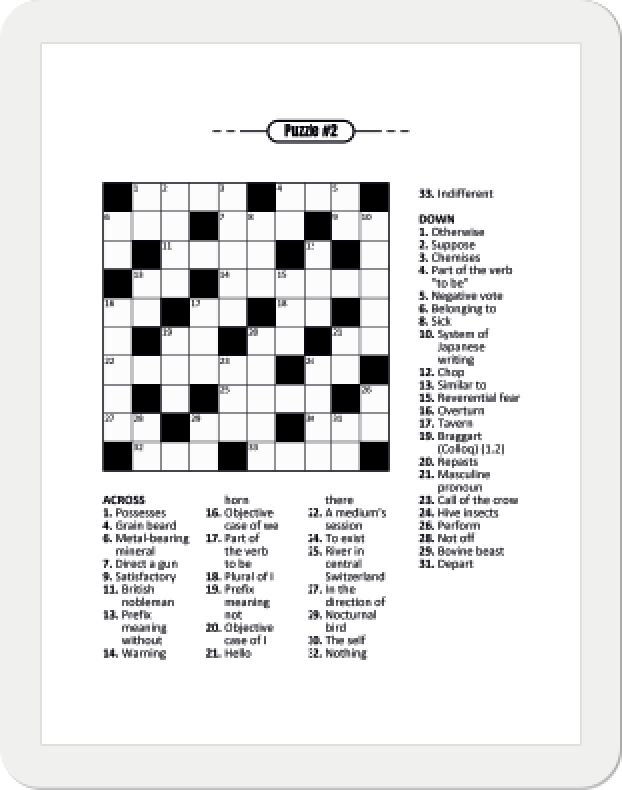 Puzzle #2
1 2 3 4 5
6 7 8 9 10
11 12
13 14 15
16 17 18
19 20 21
22 23 24
25 26
27 28 29 30 31
32 33
ACROSS
1. Possesses
4. Grain beard
6. Metal-bearing
mineral
7. Direct a gun
9. Satisfactory
11. British
nobleman
13. Prefix
meaning
without
14. Warning
horn
16. Objective
case of we
17. Part of
the verb
to be
18. Plural of I
19. Prefix
meaning
not
20. Objective
case of I
21. Hello
there
22. A medium's
session
24. To exist
25. River in
central
Switzerland
27. In the
direction of
29. Nocturnal
bird
30. The self
32. Nothing
33. Indifferent
DOWN
1. Otherwise
2. Suppose
3. Chemises
4. Part of the verb
"to be"
5. Negative vote
6. Belonging to
8. Sick
10. System of
Japanese
writing
12. Chop
13. Similar to
15. Reverential fear
16. Overturn
17. Tavern
19. Braggart
(Colloq) (1,2)
20. Repasts
21. Masculine
pronoun
23. Call of the crow
24. Hive insects
26. Perform
28. Not off
29. Bovine beast
31. Depart